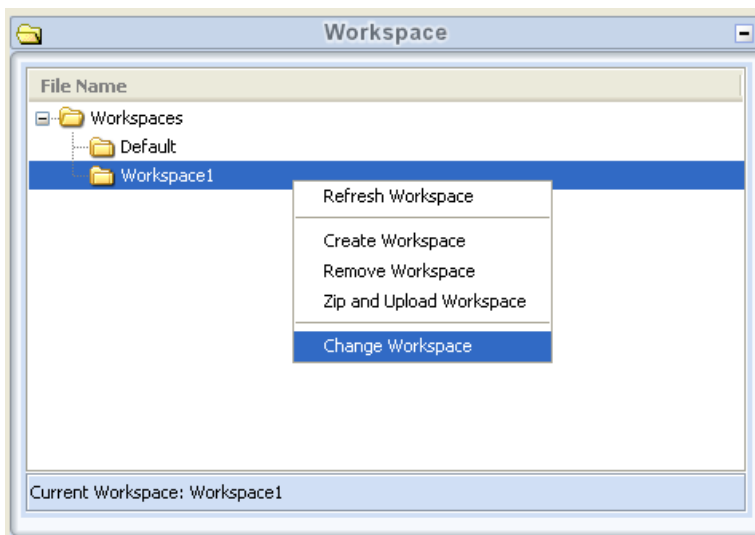 Workspace
File Name
Workspaces
Default
Workspace1
Refresh Workspace
Create Workspace
Remove Workspace
Zip and Upload Workspace
Change Workspace
Current Workspace: Workspace1